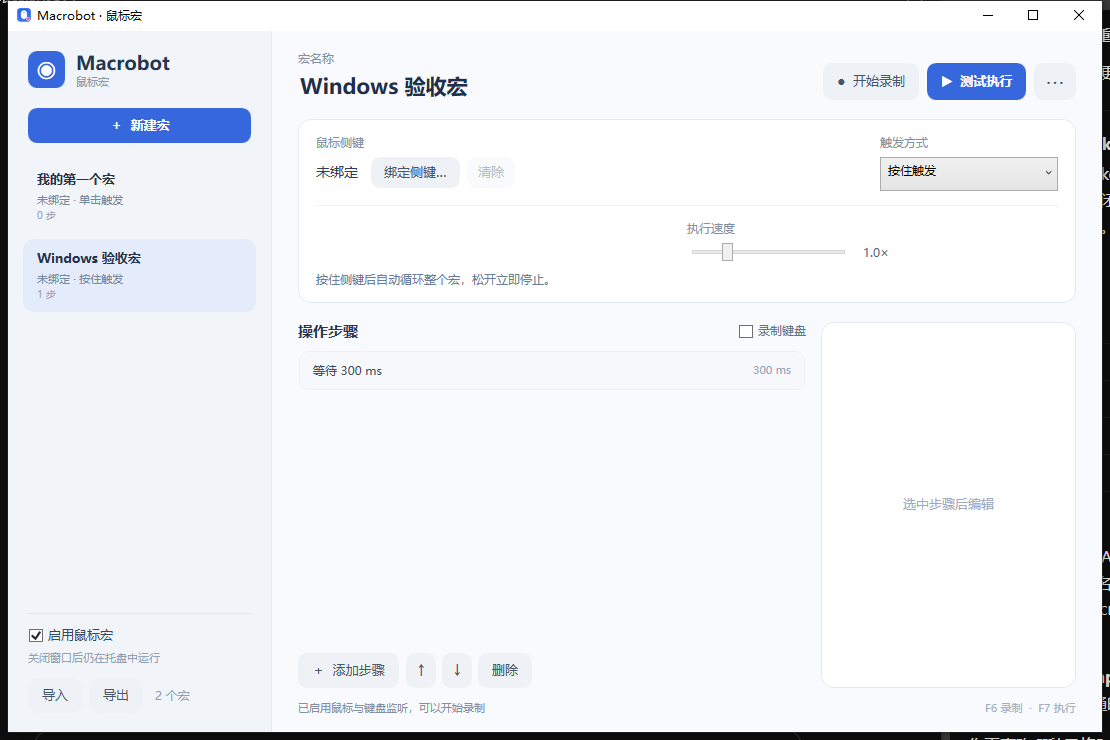 Macrobot · 鼠标宏
Macrobot
鼠标宏
+ 新建宏
我的第一个宏
未绑定 · 单击触发
0 步
Windows 验收宏
未绑定 · 按住触发
1 步
启用鼠标宏
关闭窗口后仍在托盘中运行
导入 导出 2 个宏
宏名称
Windows 验收宏
● 开始录制 ▶ 测试执行 ···
鼠标侧键
未绑定 绑定侧键... 清除
触发方式
按住触发
执行速度
1.0×
按住侧键后自动循环整个宏，松开立即停止。
操作步骤
录制键盘
等待 300 ms 300 ms
选中步骤后编辑
+ 添加步骤 ↑ ↓ 删除
已启用鼠标与键盘监听，可以开始录制
F6 录制 · F7 执行